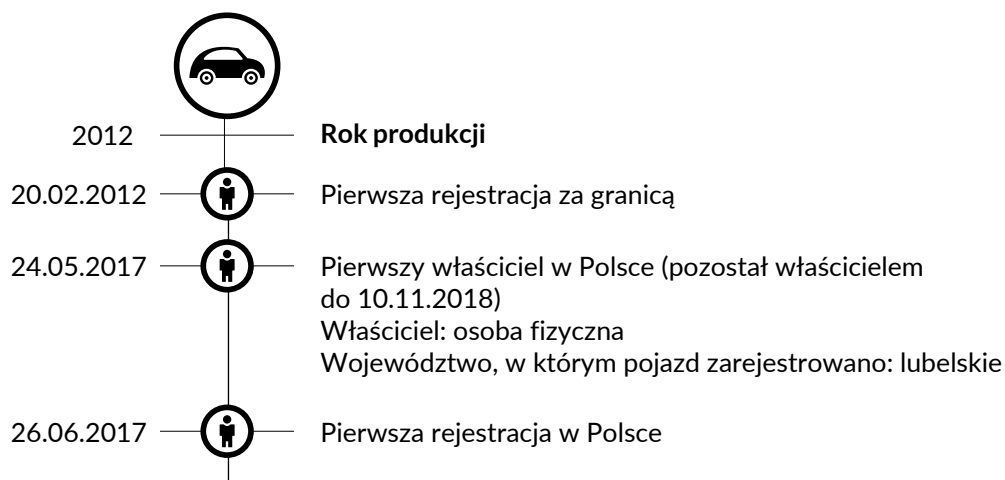 2012 Rok produkcji
20.02.2012 Pierwsza rejestracja za granicą
24.05.2017 Pierwszy właściciel w Polsce (pozostał właścicielem
do 10.11.2018)
Właściciel: osoba fizyczna
Województwo, w którym pojazd zarejestrowano: lubelskie
26.06.2017 Pierwsza rejestracja w Polsce